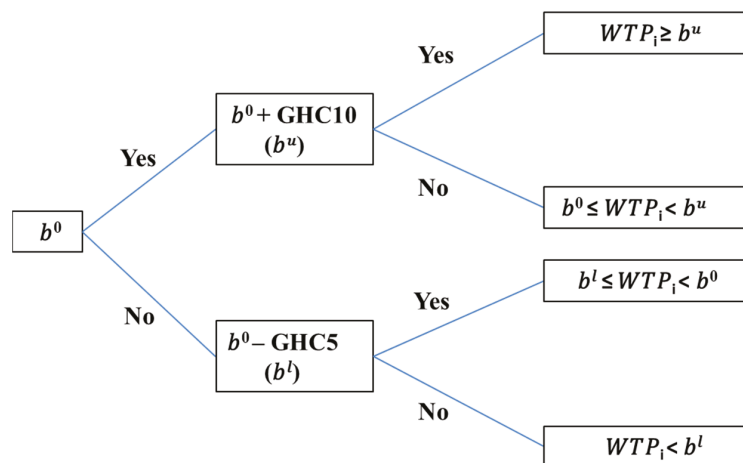 WTPᵢ ≥ bᵘ
Yes
b⁰ + GHC10
(bᵘ)
Yes
No
b⁰ ≤ WTPᵢ < bᵘ
b⁰
bˡ ≤ WTPᵢ < b⁰
Yes
No
b⁰ – GHC5
(bˡ)
No
WTPᵢ < bˡ